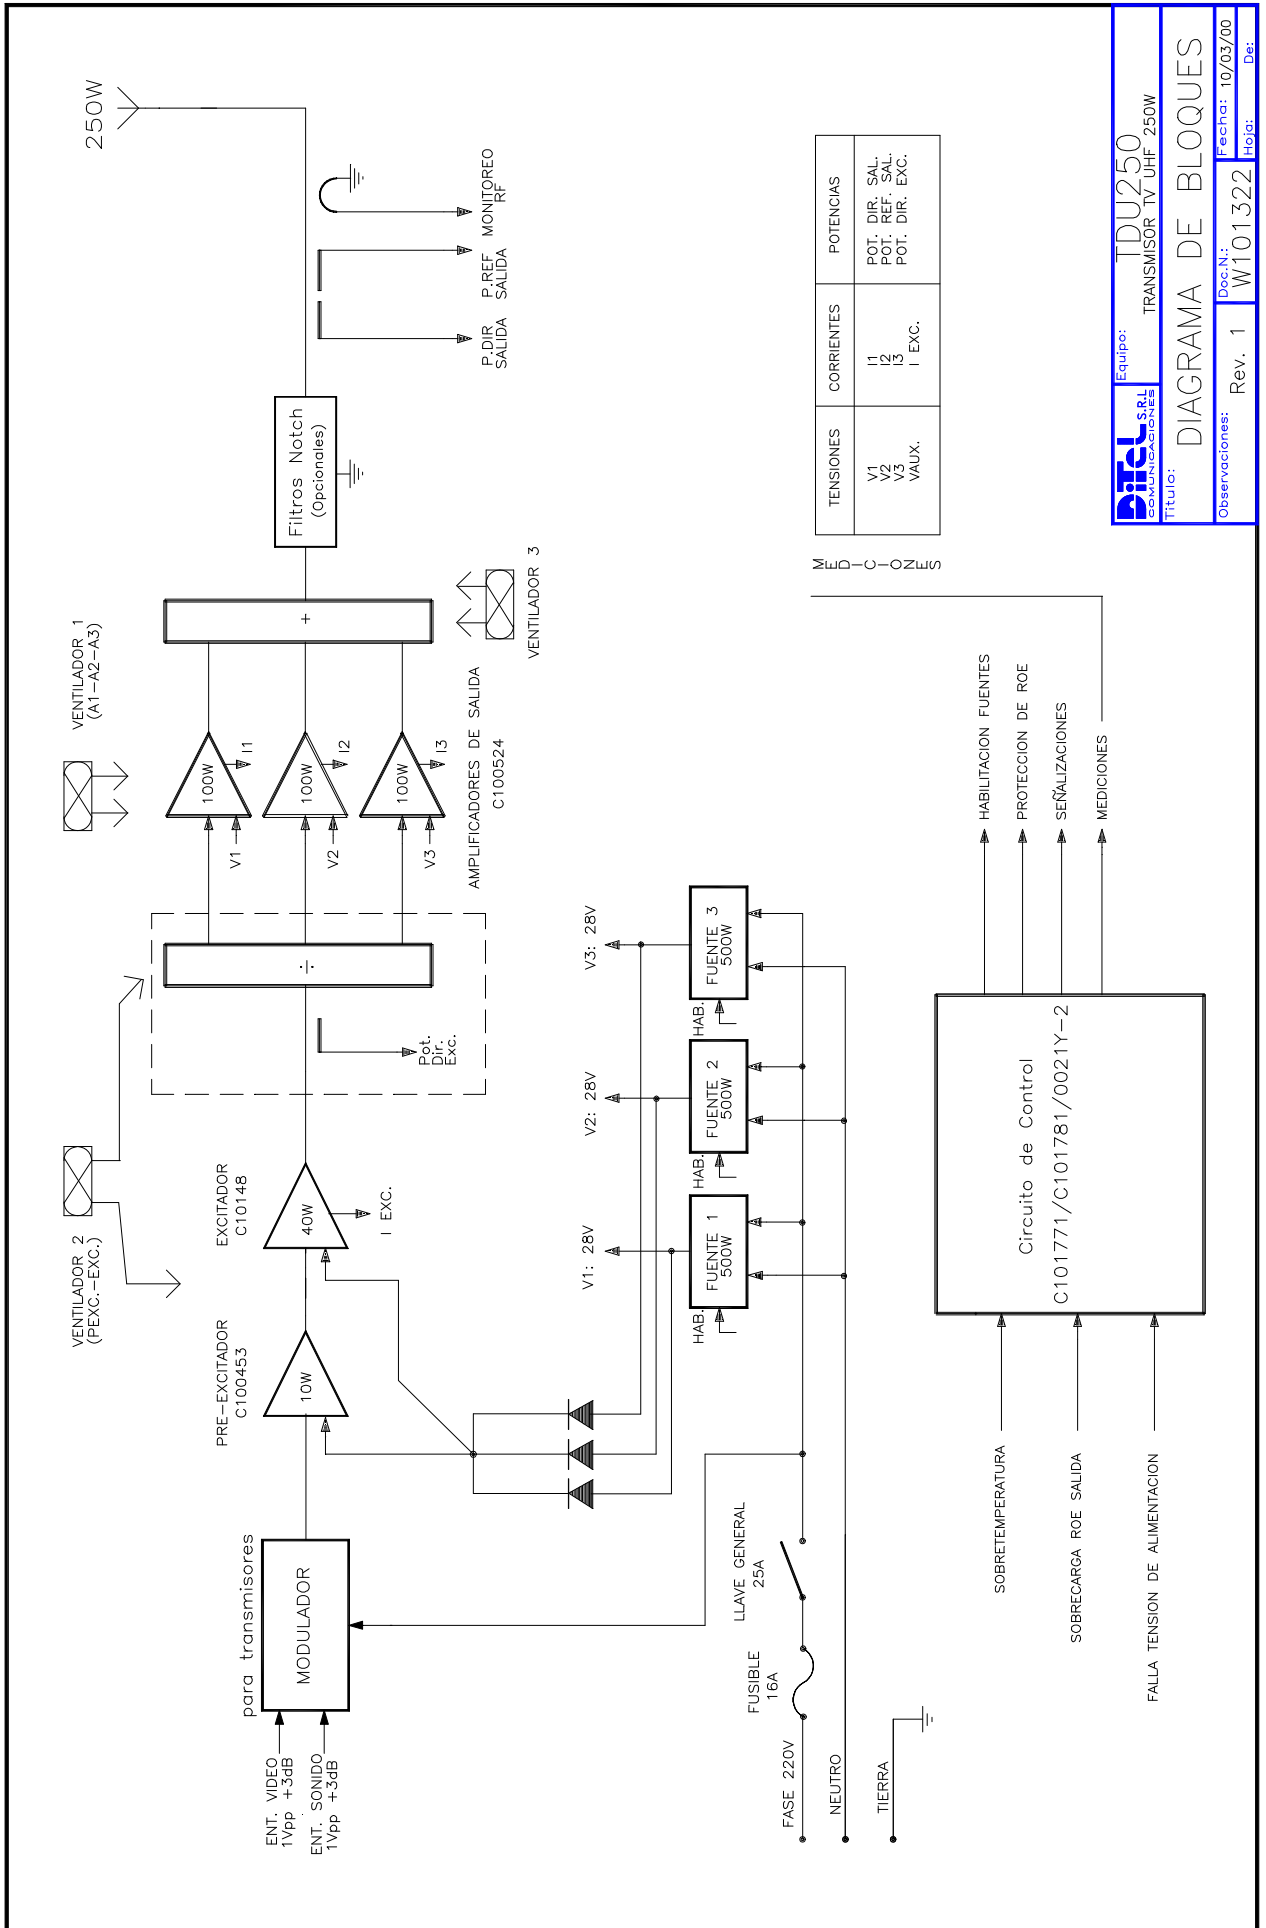 250W
VENTILADOR 2
(PEXC.-EXC.)
VENTILADOR 1
(A1-A2-A3)
para transmisores
MODULADOR
ENT. VIDEO
1Vpp +3dB
ENT. SONIDO
1Vpp +3dB
PRE-EXCITADOR
C100453
10W
EXCITADOR
C10148
40W
I EXC.
Pot.
Dir.
Exc.
÷
100W
100W
100W
V1
V2
V3
I1
I2
I3
AMPLIFICADORES DE SALIDA
C100524
+
VENTILADOR 3
Filtros Notch
(Opcionales)
P.DIR
SALIDA
P.REF
SALIDA
MONITOREO
RF
V1: 28V
V2: 28V
V3: 28V
HAB.
FUENTE 1
500W
HAB.
FUENTE 2
500W
HAB.
FUENTE 3
500W
LLAVE GENERAL
25A
FUSIBLE
16A
FASE 220V
NEUTRO
TIERRA
MEDICIONES
TENSIONES CORRIENTES POTENCIAS
V1 I1 POT. DIR. SAL.
V2 I2 POT. REF. SAL.
V3 I3 POT. DIR. EXC.
VAUX. I EXC.
SOBRETEMPERATURA
SOBRECARGA ROE SALIDA
FALLA TENSION DE ALIMENTACION
Circuito de Control
C101771/C101781/0021Y-2
HABILITACION FUENTES
PROTECCION DE ROE
SEÑALIZACIONES
MEDICIONES
DITEL S.R.L
COMUNICACIONES
Equipo:
TDU250
TRANSMISOR TV UHF 250W
Titulo:
DIAGRAMA DE BLOQUES
Observaciones:
Rev. 1
Doc.N.:
W101322
Fecha: 10/03/00
Hoja: De: